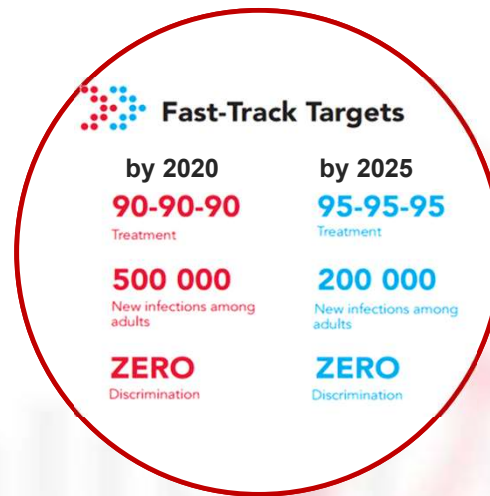 Fast-Track Targets
by 2020
90-90-90
Treatment
500 000
New infections among
adults
ZERO
Discrimination
by 2025
95-95-95
Treatment
200 000
New infections among
adults
ZERO
Discrimination